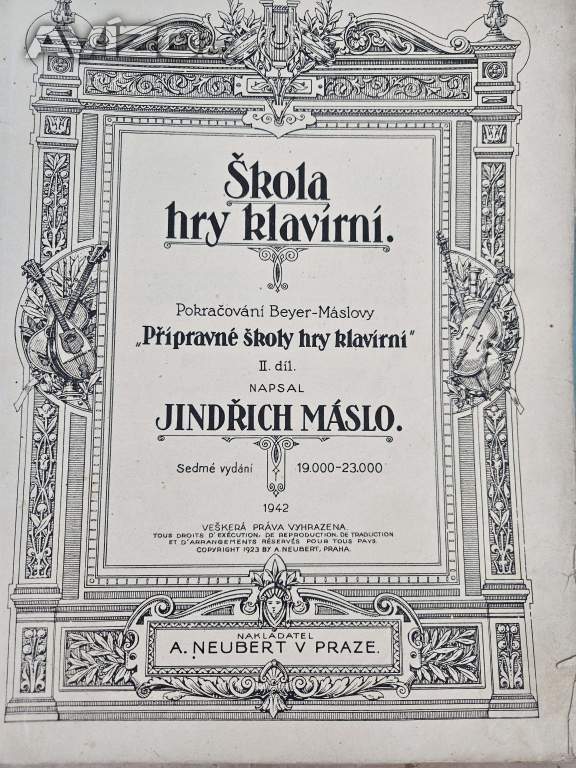 Škola
hry klavírní.
Pokračování Beyer-Máslovy
„Přípravné školy hry klavírní"
II. díl.
NAPSAL
JINDŘICH MÁSLO.
Sedmé vydání 19.000-23.000
1942
VEŠKERÁ PRÁVA VYHRAZENA.
TOUS DROITS D'EXÉCUTION, DE REPRODUCTION, DE TRADUCTION
ET D'ARRANGEMENTS RÉSERVÉS POUR TOUS PAYS.
COPYRIGHT 1923 BY A. NEUBERT, PRAHA.
NAKLADATEL
A. NEUBERT V PRAZE.